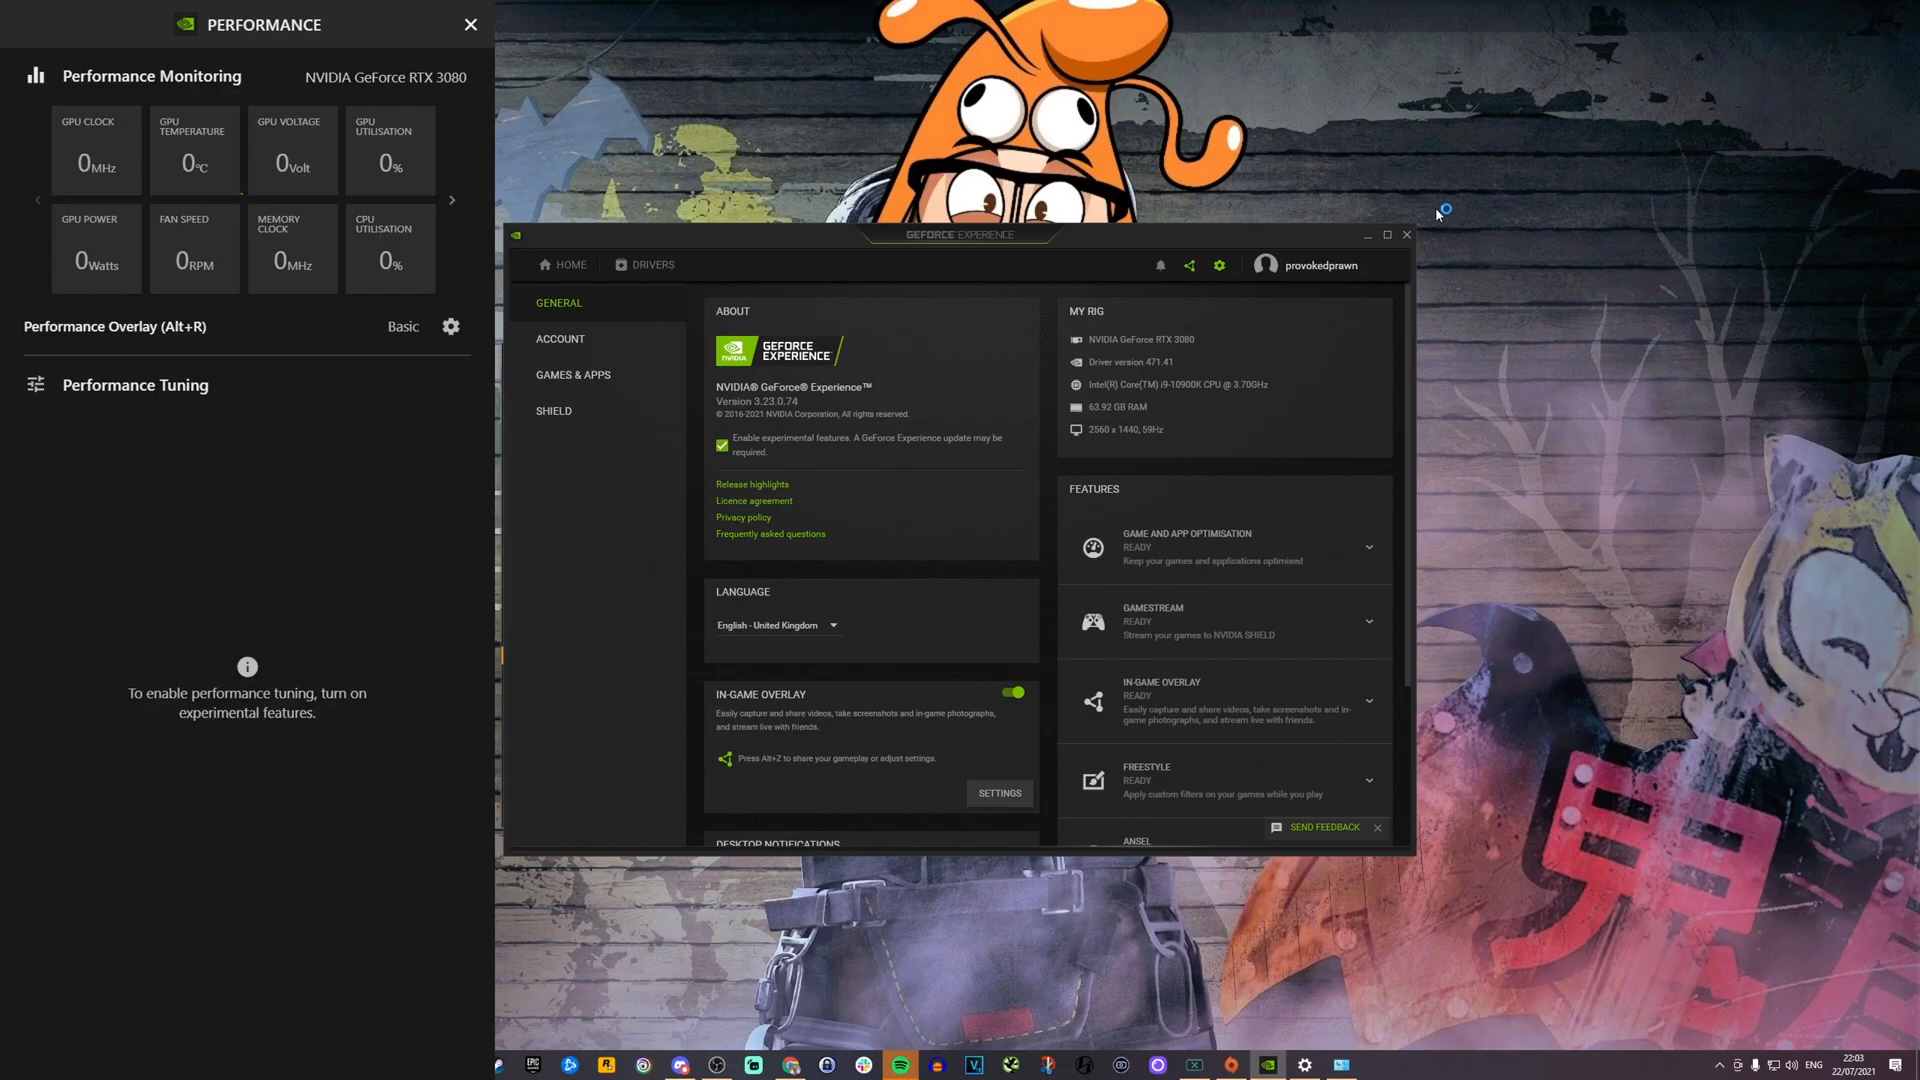 PERFORMANCE
Performance Monitoring
NVIDIA GeForce RTX 3080
GPU CLOCK
0MHz
GPU
TEMPERATURE
0°C
GPU VOLTAGE
0Volt
GPU
UTILISATION
0%
GPU POWER
0Watts
FAN SPEED
0RPM
MEMORY
CLOCK
0MHz
CPU
UTILISATION
0%
Performance Overlay (Alt+R)
Basic
Performance Tuning
To enable performance tuning, turn on
experimental features.
GEFORCE EXPERIENCE
HOME
DRIVERS
provokedprawn
GENERAL
ACCOUNT
GAMES & APPS
SHIELD
ABOUT
NVIDIA
GEFORCE
EXPERIENCE
NVIDIA® GeForce® Experience™
Version 3.23.0.74
© 2016-2021 NVIDIA Corporation, All rights reserved.
Enable experimental features. A GeForce Experience update may be
required.
Release highlights
Licence agreement
Privacy policy
Frequently asked questions
LANGUAGE
English - United Kingdom
IN-GAME OVERLAY
Easily capture and share videos, take screenshots and in-game photographs,
and stream live with friends.
Press Alt+Z to share your gameplay or adjust settings.
SETTINGS
DESKTOP NOTIFICATIONS
MY RIG
NVIDIA GeForce RTX 3080
Driver version 471.41
Intel(R) Core(TM) i9-10900K CPU @ 3.70GHz
63.92 GB RAM
2560 x 1440, 59Hz
FEATURES
GAME AND APP OPTIMISATION
READY
Keep your games and applications optimised
GAMESTREAM
READY
Stream your games to NVIDIA SHIELD
IN-GAME OVERLAY
READY
Easily capture and share videos, take screenshots and in-
game photographs, and stream live with friends.
FREESTYLE
READY
Apply custom filters on your games while you play
SEND FEEDBACK
ANSEL
EPIC
ENG
22:03
22/07/2021